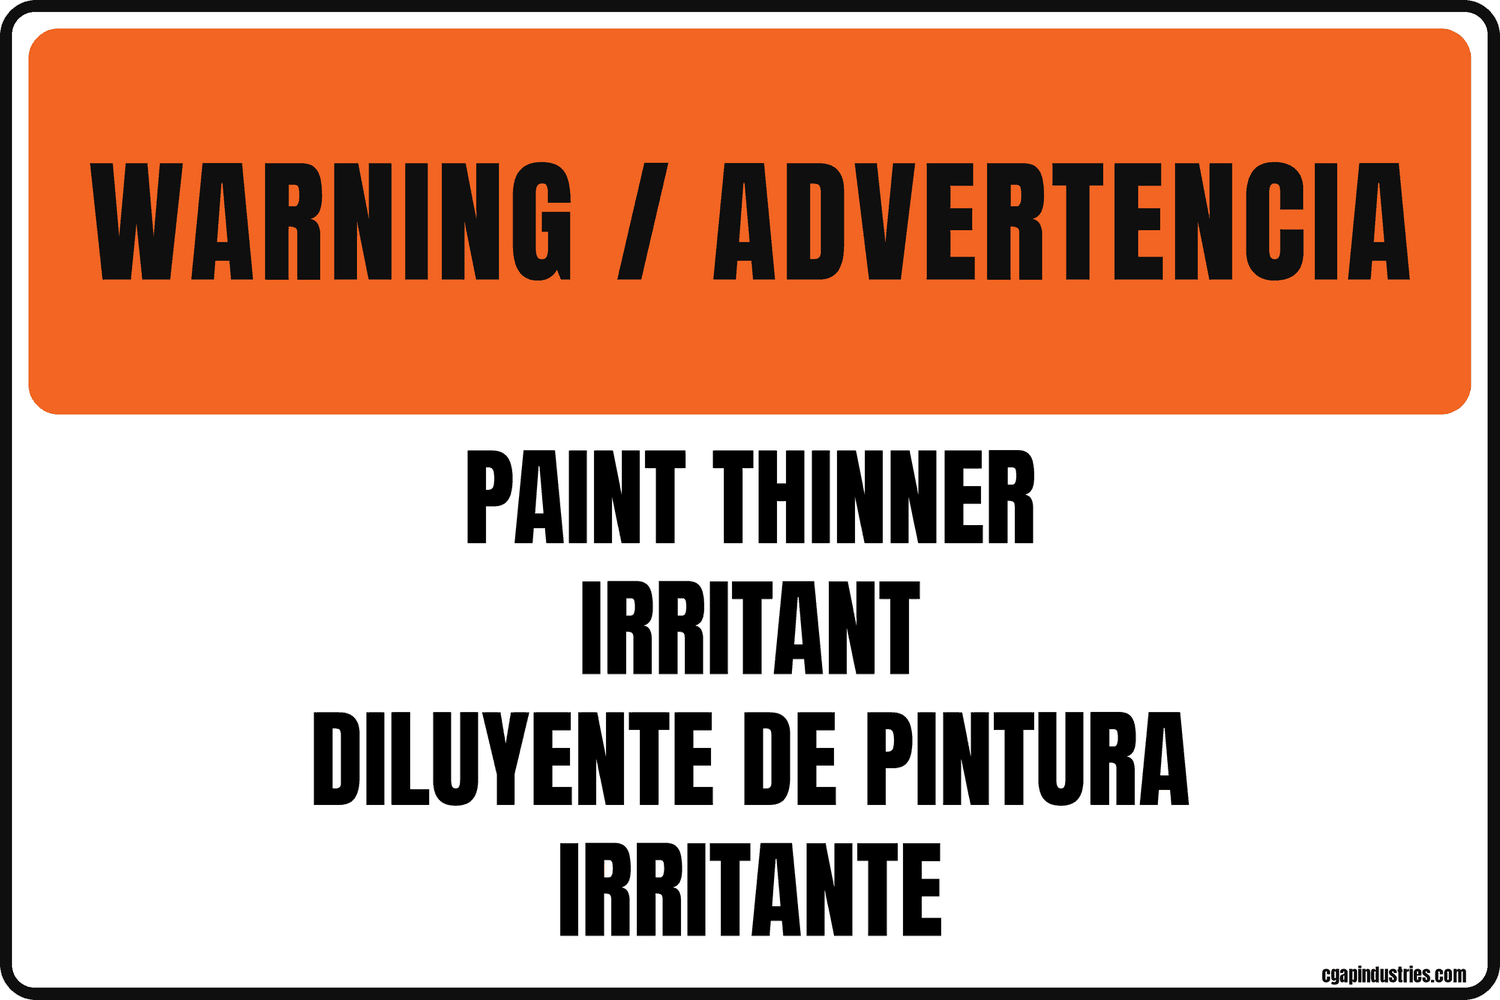 WARNING / ADVERTENCIA
PAINT THINNER
IRRITANT
DILUYENTE DE PINTURA
IRRITANTE
cgapindustries.com